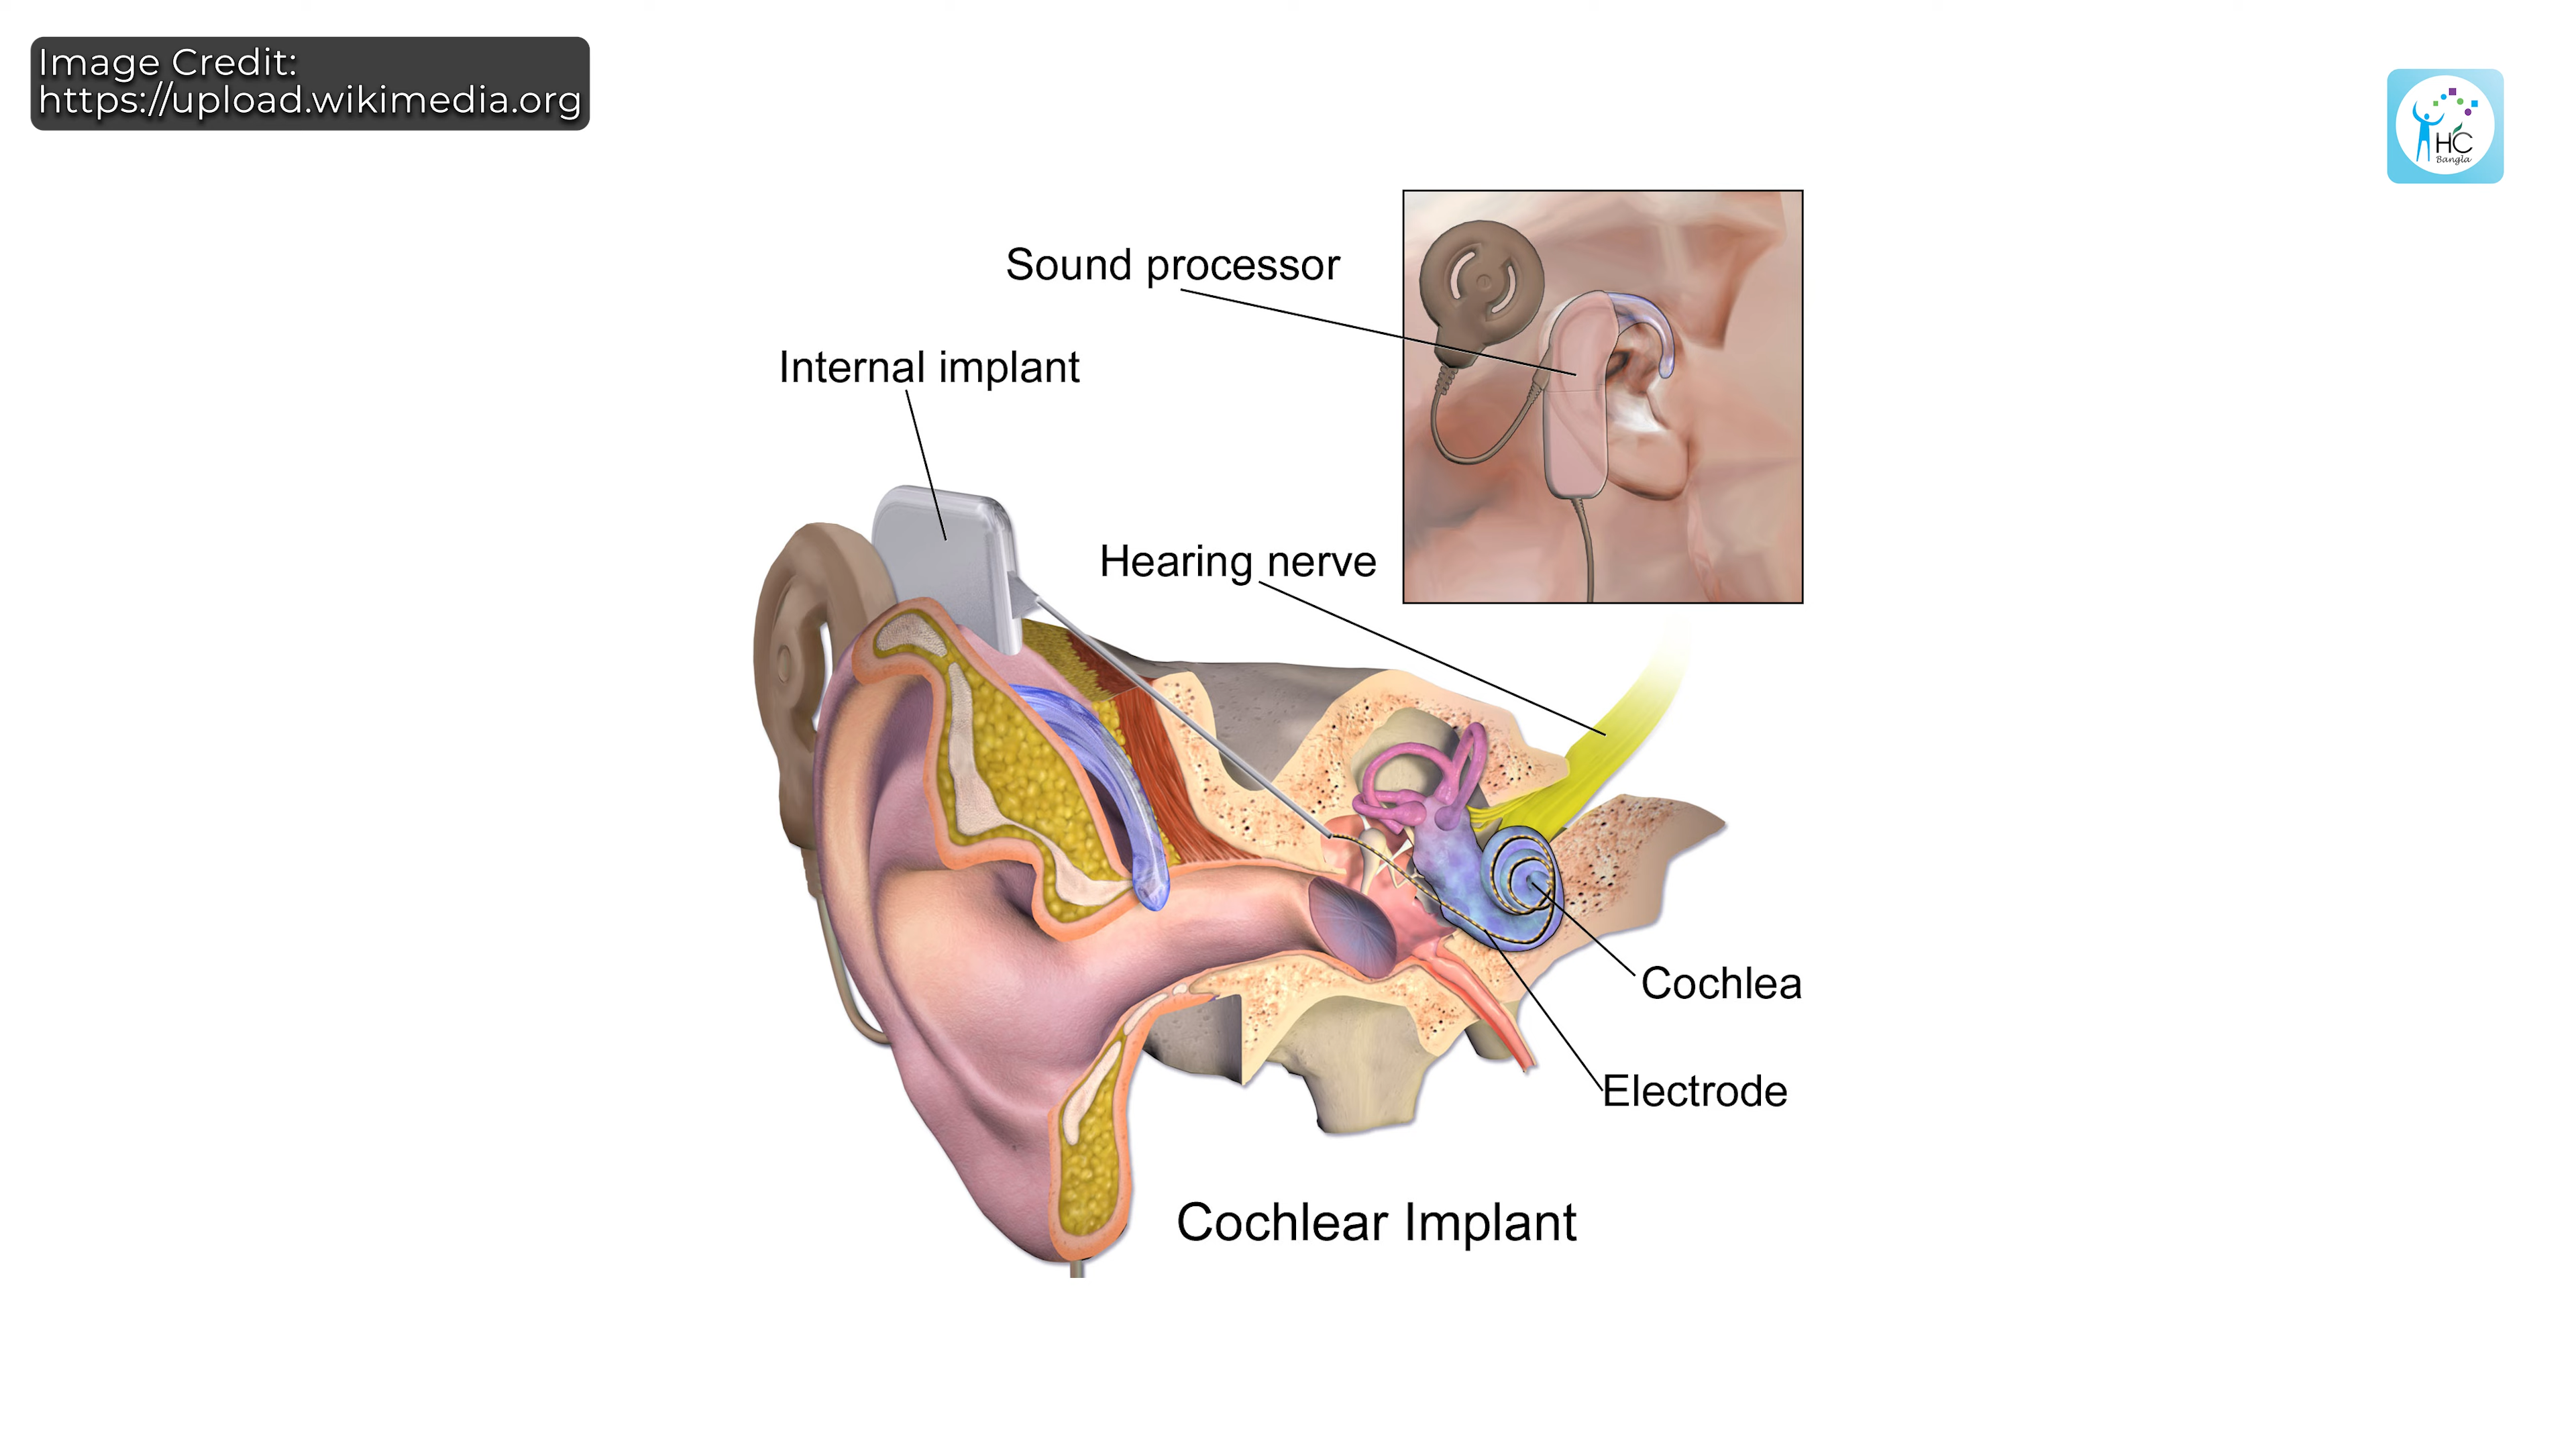 Image Credit:
https://upload.wikimedia.org
HC
Bangla
Sound processor
Internal implant
Hearing nerve
Cochlea
Electrode
Cochlear Implant